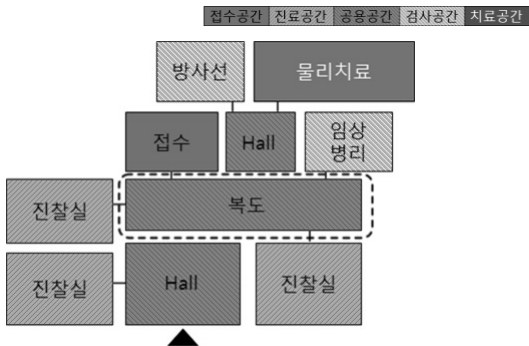 접수공간 진료공간 공용공간 검사공간 치료공간
방사선 물리치료
접수 Hall 임상
병리
진찰실 복도
진찰실 Hall 진찰실